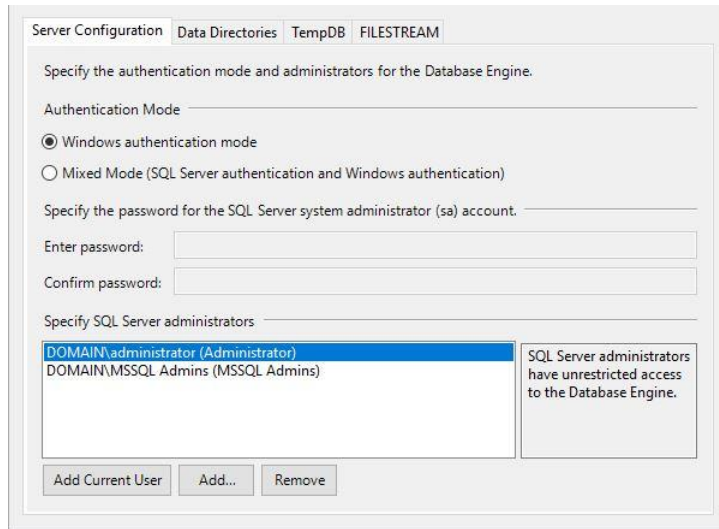 Server Configuration Data Directories TempDB FILESTREAM
Specify the authentication mode and administrators for the Database Engine.
Authentication Mode
Windows authentication mode
Mixed Mode (SQL Server authentication and Windows authentication)
Specify the password for the SQL Server system administrator (sa) account.
Enter password:
Confirm password:
Specify SQL Server administrators
DOMAIN\administrator (Administrator)
DOMAIN\MSSQL Admins (MSSQL Admins)
SQL Server administrators
have unrestricted access
to the Database Engine.
Add Current User Add... Remove